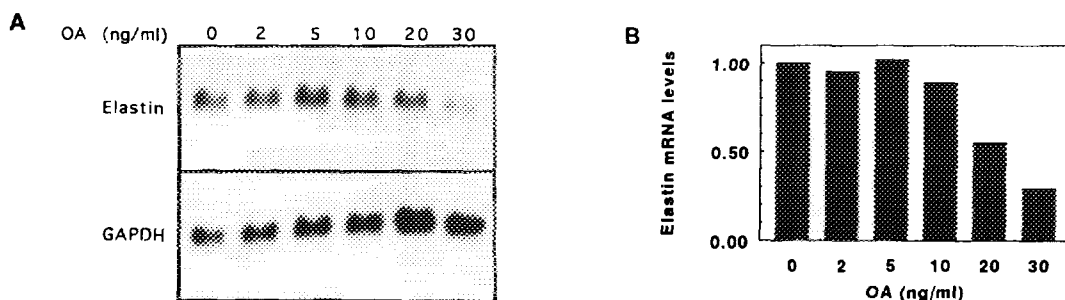 A
OA (ng/ml) 0 2 5 10 20 30
Elastin
GAPDH
B
Elastin mRNA levels
1.00
0.50
0.00
0 2 5 10 20 30
OA (ng/ml)